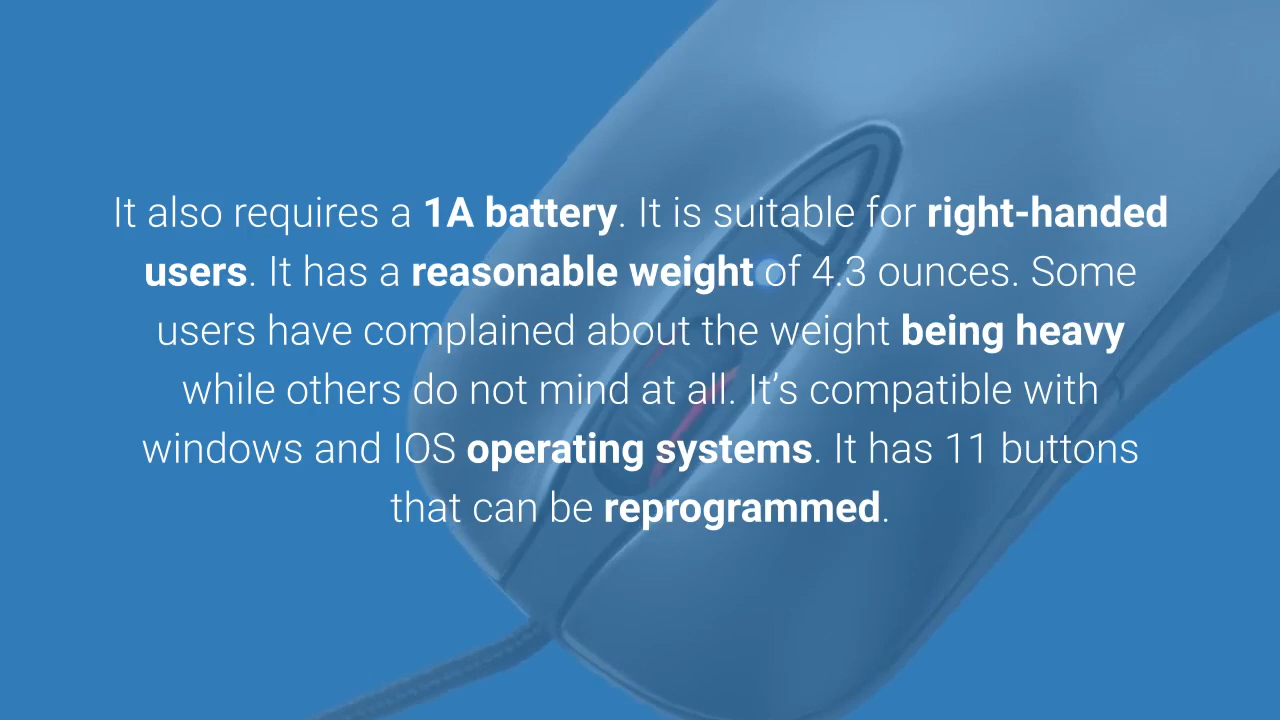 It also requires a 1A battery. It is suitable for right-handed
users. It has a reasonable weight of 4.3 ounces. Some
users have complained about the weight being heavy
while others do not mind at all. It’s compatible with
windows and IOS operating systems. It has 11 buttons
that can be reprogrammed.